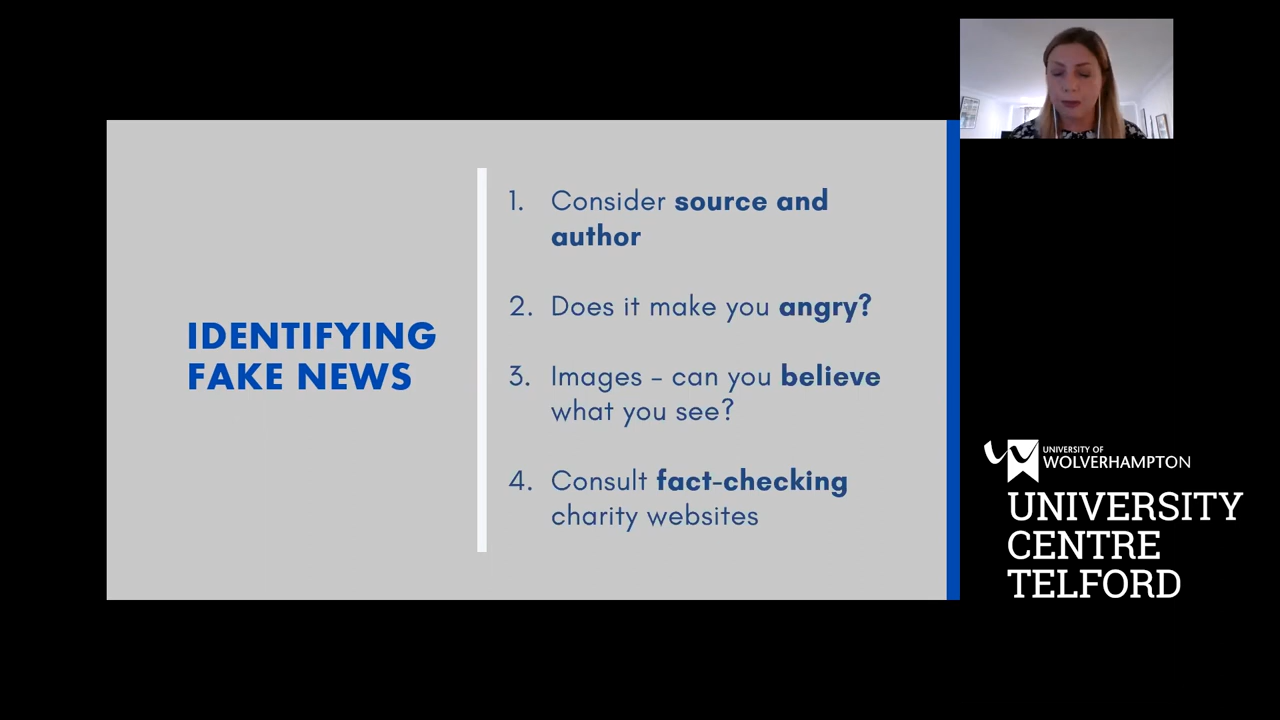 IDENTIFYING
FAKE NEWS
1. Consider source and
author
2. Does it make you angry?
3. Images – can you believe
what you see?
4. Consult fact-checking
charity websites
UNIVERSITY OF
WOLVERHAMPTON
UNIVERSITY
CENTRE
TELFORD